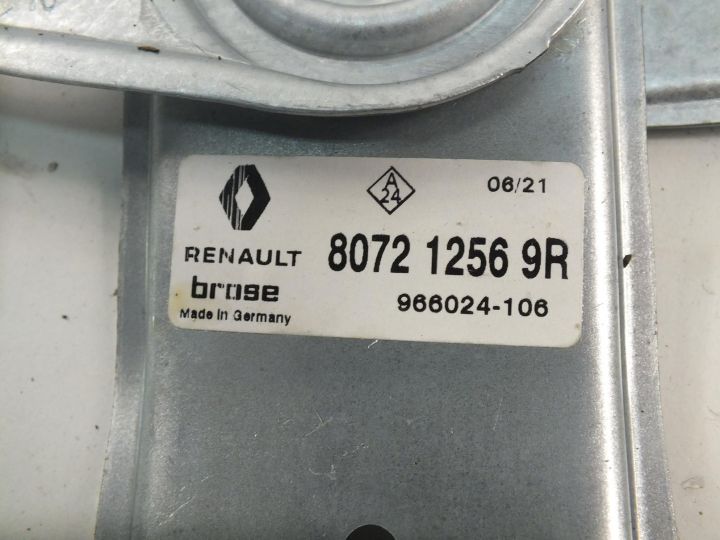 A
24
06/21
RENAULT
8072 1256 9R
brose
966024-106
Made in Germany